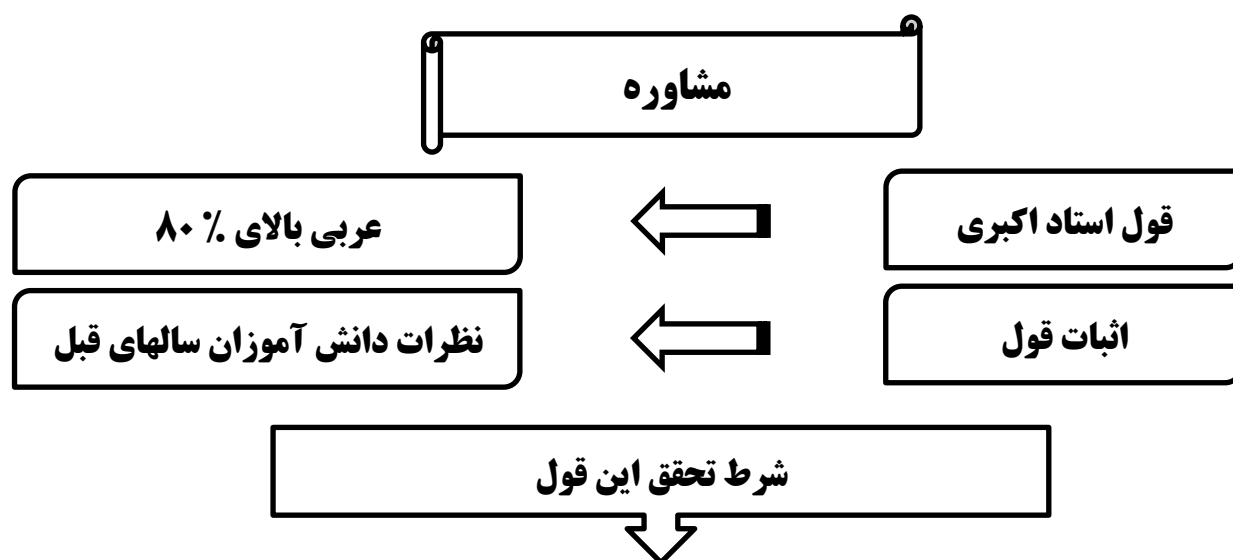 مشاوره
قول استاد اکبری
عربی بالای ٪ ۸۰
اثبات قول
نظرات دانش آموزان سالهای قبل
شرط تحقق این قول